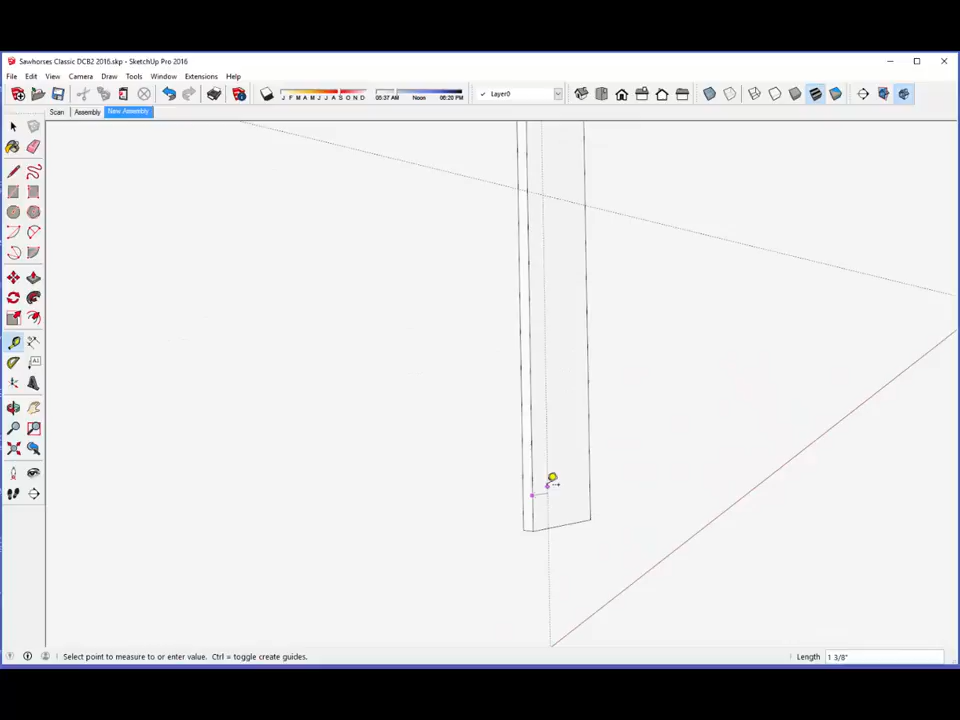 Sawhorses Classic DCB2 2016.skp - SketchUp Pro 2016
File Edit View Camera Draw Tools Window Extensions Help
J F M A M J J A S O N D
05:37 AM Noon 06:20 PM
Layer0
Scan Assembly New Assembly
Select point to measure to or enter value. Ctrl = toggle create guides.
Length 1 3/8"